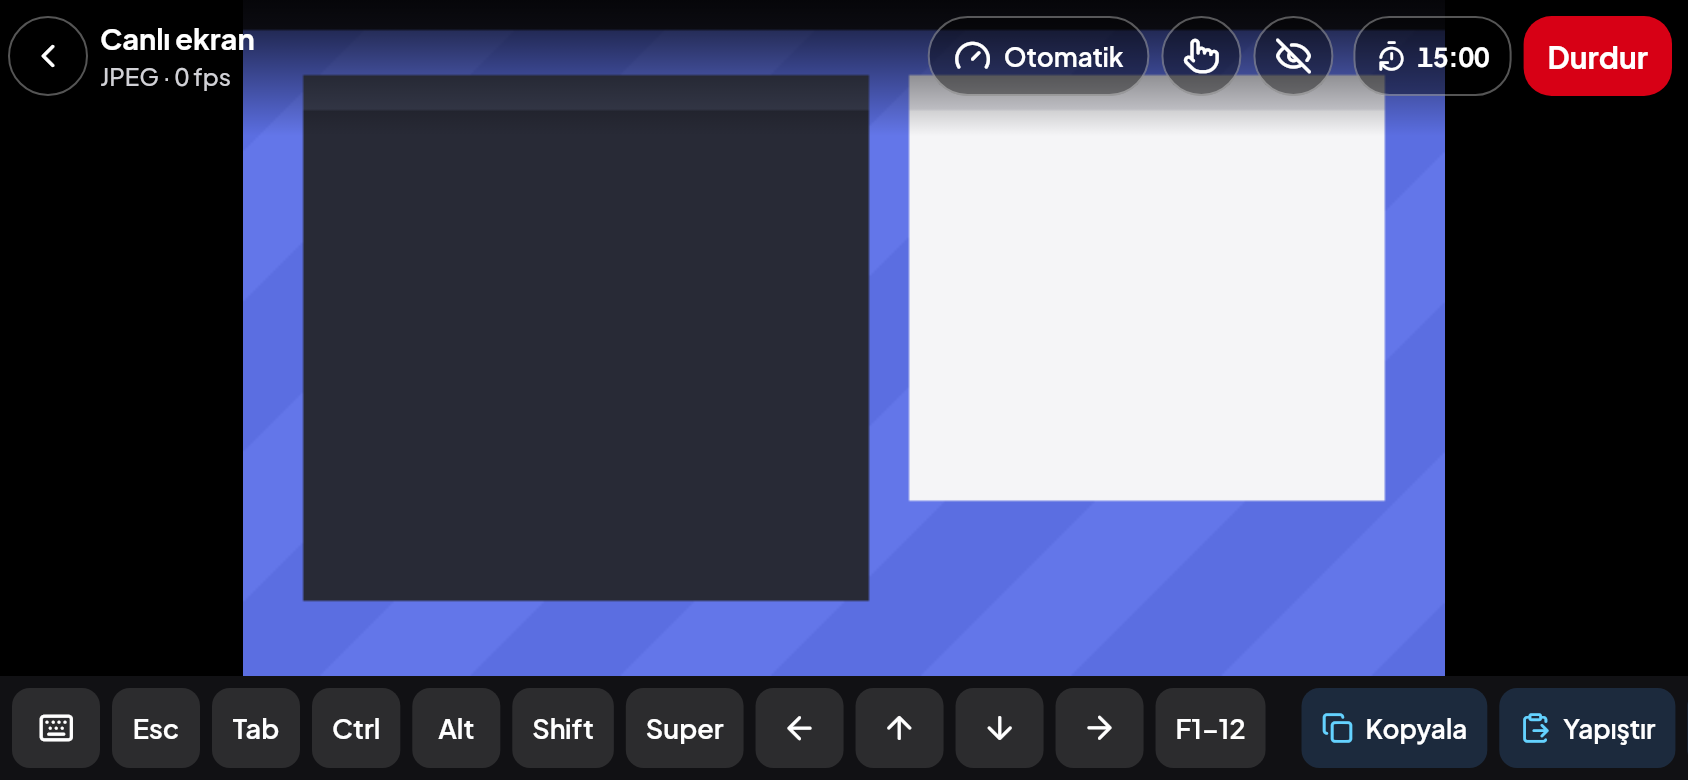 Canlı ekran
JPEG · 0 fps
Otomatik
15:00
Durdur
Esc
Tab
Ctrl
Alt
Shift
Super
F1–12
Kopyala
Yapıştır